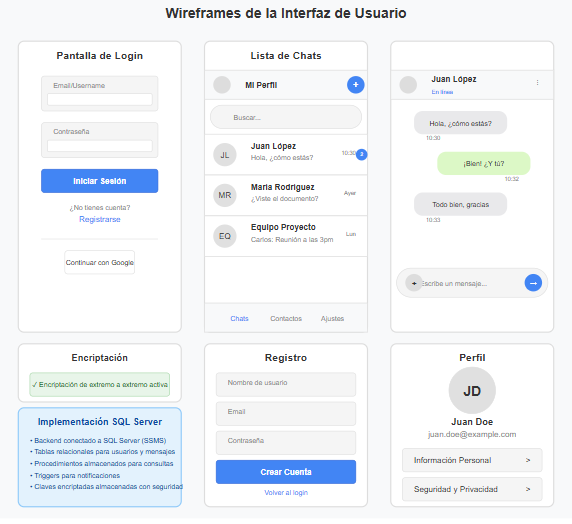 Wireframes de la Interfaz de Usuario
Pantalla de Login
Email/Username
Contraseña
Iniciar Sesión
¿No tienes cuenta?
Registrarse
Continuar con Google
Lista de Chats
Mi Perfil
+
Buscar...
JL
Juan López
Hola, ¿cómo estás?
10:30
2
MR
María Rodríguez
¿Viste el documento?
Ayer
EQ
Equipo Proyecto
Carlos: Reunión a las 3pm
Lun
Chats
Contactos
Ajustes
Juan López
En línea
⋮
Hola, ¿cómo estás?
10:30
¡Bien! ¿Y tú?
10:32
Todo bien, gracias
10:33
+
Escribe un mensaje...
→
Encriptación
✓ Encriptación de extremo a extremo activa
Implementación SQL Server
• Backend conectado a SQL Server (SSMS)
• Tablas relacionales para usuarios y mensajes
• Procedimientos almacenados para consultas
• Triggers para notificaciones
• Claves encriptadas almacenadas con seguridad
Registro
Nombre de usuario
Email
Contraseña
Crear Cuenta
Volver al login
Perfil
JD
Juan Doe
juan.doe@example.com
Información Personal >
Seguridad y Privacidad >